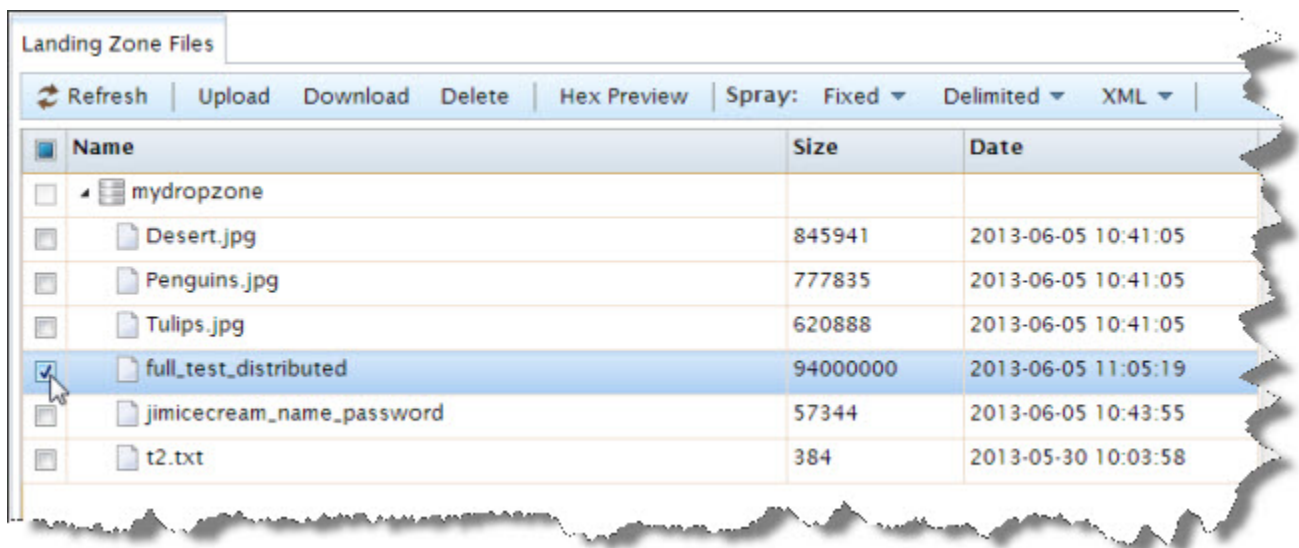 Landing Zone Files
Refresh Upload Download Delete Hex Preview Spray: Fixed Delimited XML
Name Size Date
mydropzone
Desert.jpg 845941 2013-06-05 10:41:05
Penguins.jpg 777835 2013-06-05 10:41:05
Tulips.jpg 620888 2013-06-05 10:41:05
full_test_distributed 94000000 2013-06-05 11:05:19
jimicecream_name_password 57344 2013-06-05 10:43:55
t2.txt 384 2013-05-30 10:03:58